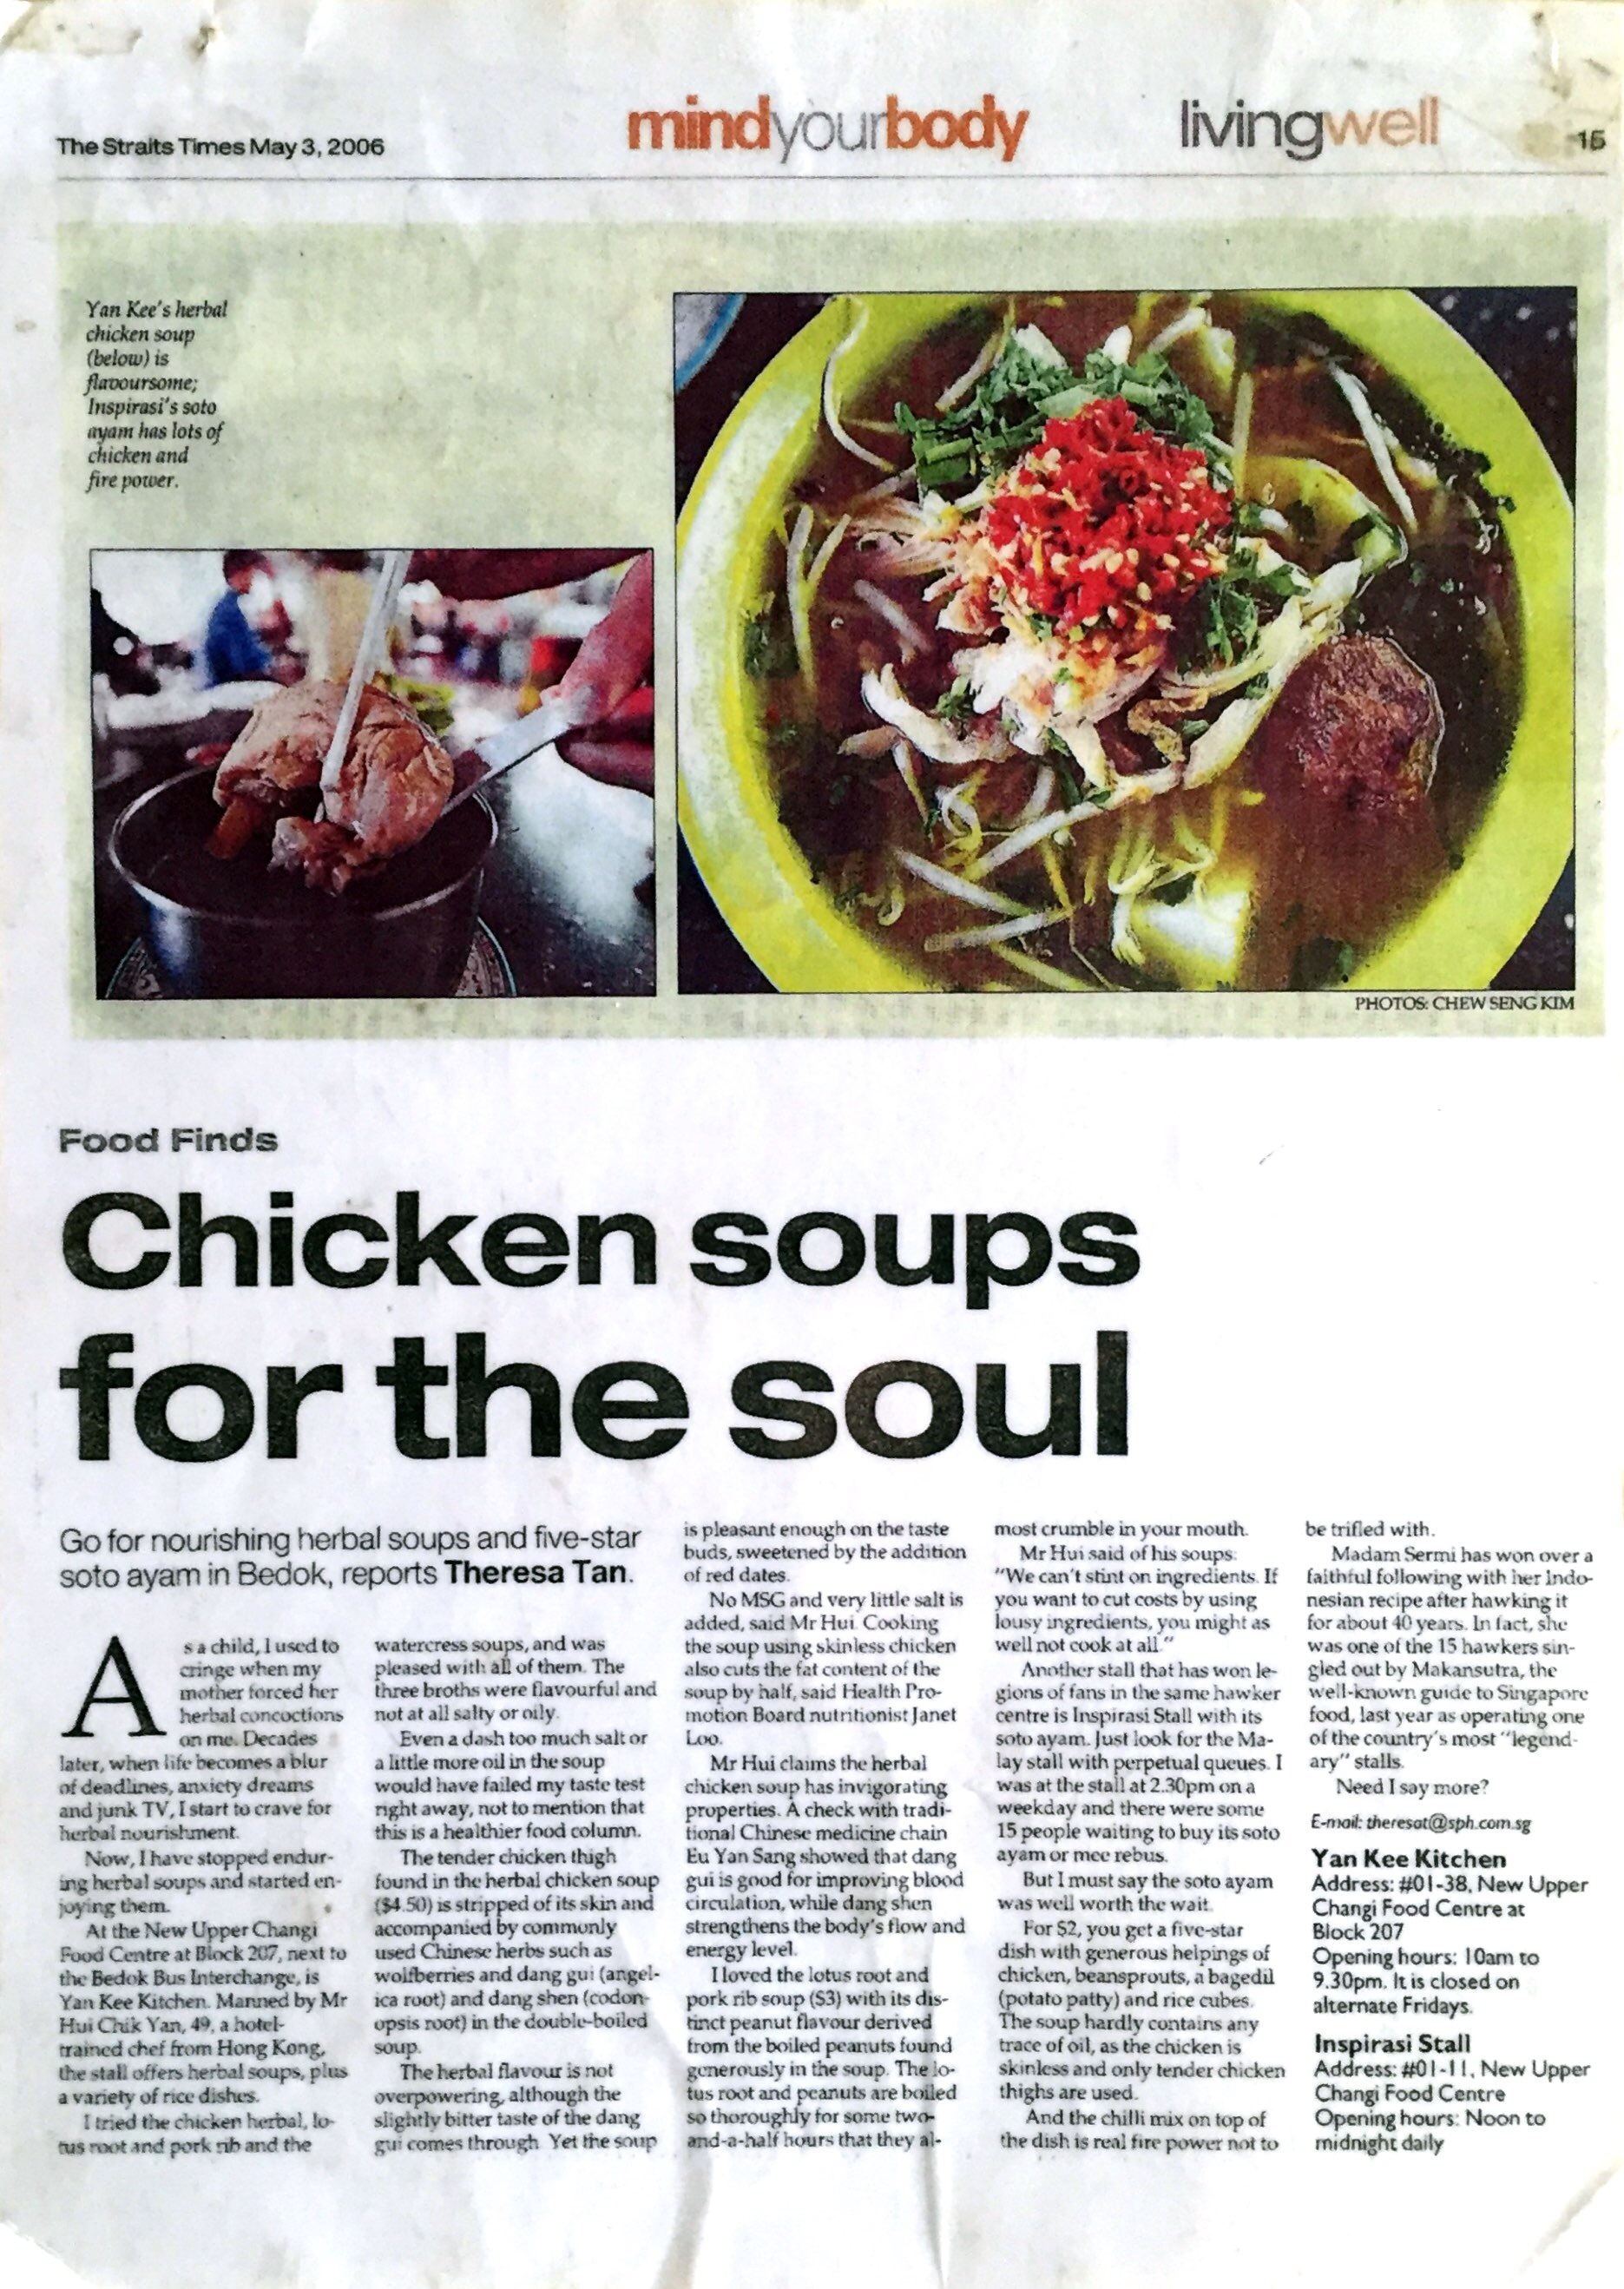 The Straits Times May 3, 2006
mindyourbody
livingwell
15
Yan Kee's herbal
chicken soup
(below) is
flavoursome;
Inspirasi's soto
ayam has lots of
chicken and
fire power.
PHOTOS: CHEW SENG KIM
Food Finds
Chicken soups
for the soul
Go for nourishing herbal soups and five-star
soto ayam in Bedok, reports Theresa Tan.
As a child, I used to
cringe when my
mother forced her
herbal concoctions
on me. Decades
later, when life becomes a blur
of deadlines, anxiety dreams
and junk TV, I start to crave for
herbal nourishment.
Now, I have stopped endur-
ing herbal soups and started en-
joying them.
At the New Upper Changi
Food Centre at Block 207, next to
the Bedok Bus Interchange, is
Yan Kee Kitchen. Manned by Mr
Hui Chik Yan, 49, a hotel-
trained chef from Hong Kong,
the stall offers herbal soups, plus
a variety of rice dishes.
I tried the chicken herbal, lo-
tus root and pork rib and the
watercress soups, and was
pleased with all of them. The
three broths were flavourful and
not at all salty or oily.
Even a dash too much salt or
a little more oil in the soup
would have failed my taste test
right away, not to mention that
this is a healthier food column.
The tender chicken thigh
found in the herbal chicken soup
($4.50) is stripped of its skin and
accompanied by commonly
used Chinese herbs such as
wolfberries and dang gui (angel-
ica root) and dang shen (codon-
opsis root) in the double-boiled
soup.
The herbal flavour is not
overpowering, although the
slightly bitter taste of the dang
gui comes through. Yet the soup
is pleasant enough on the taste
buds, sweetened by the addition
of red dates.
No MSG and very little salt is
added, said Mr Hui. Cooking
the soup using skinless chicken
also cuts the fat content of the
soup by half, said Health Pro-
motion Board nutritionist Janet
Loo.
Mr Hui claims the herbal
chicken soup has invigorating
properties. A check with tradi-
tional Chinese medicine chain
Eu Yan Sang showed that dang
gui is good for improving blood
circulation, while dang shen
strengthens the body's flow and
energy level.
I loved the lotus root and
pork rib soup ($3) with its dis-
tinct peanut flavour derived
from the boiled peanuts found
generously in the soup. The lo-
tus root and peanuts are boiled
so thoroughly for some two-
and-a-half hours that they al-
most crumble in your mouth.
Mr Hui said of his soups:
"We can't stint on ingredients. If
you want to cut costs by using
lousy ingredients, you might as
well not cook at all."
Another stall that has won le-
gions of fans in the same hawker
centre is Inspirasi Stall with its
soto ayam. Just look for the Ma-
lay stall with perpetual queues. I
was at the stall at 2.30pm on a
weekday and there were some
15 people waiting to buy its soto
ayam or mee rebus.
But I must say the soto ayam
was well worth the wait.
For $2, you get a five-star
dish with generous helpings of
chicken, beansprouts, a bagedil
(potato patty) and rice cubes.
The soup hardly contains any
trace of oil, as the chicken is
skinless and only tender chicken
thighs are used.
And the chilli mix on top of
the dish is real fire power not to
be trifled with.
Madam Sermi has won over a
faithful following with her Indo-
nesian recipe after hawking it
for about 40 years. In fact, she
was one of the 15 hawkers sin-
gled out by Makansutra, the
well-known guide to Singapore
food, last year as operating one
of the country's most "legend-
ary" stalls.
Need I say more?
E-mail: theresat@sph.com.sg
Yan Kee Kitchen
Address: #01-38, New Upper
Changi Food Centre at
Block 207
Opening hours: 10am to
9.30pm. It is closed on
alternate Fridays.
Inspirasi Stall
Address: #01-11, New Upper
Changi Food Centre
Opening hours: Noon to
midnight daily